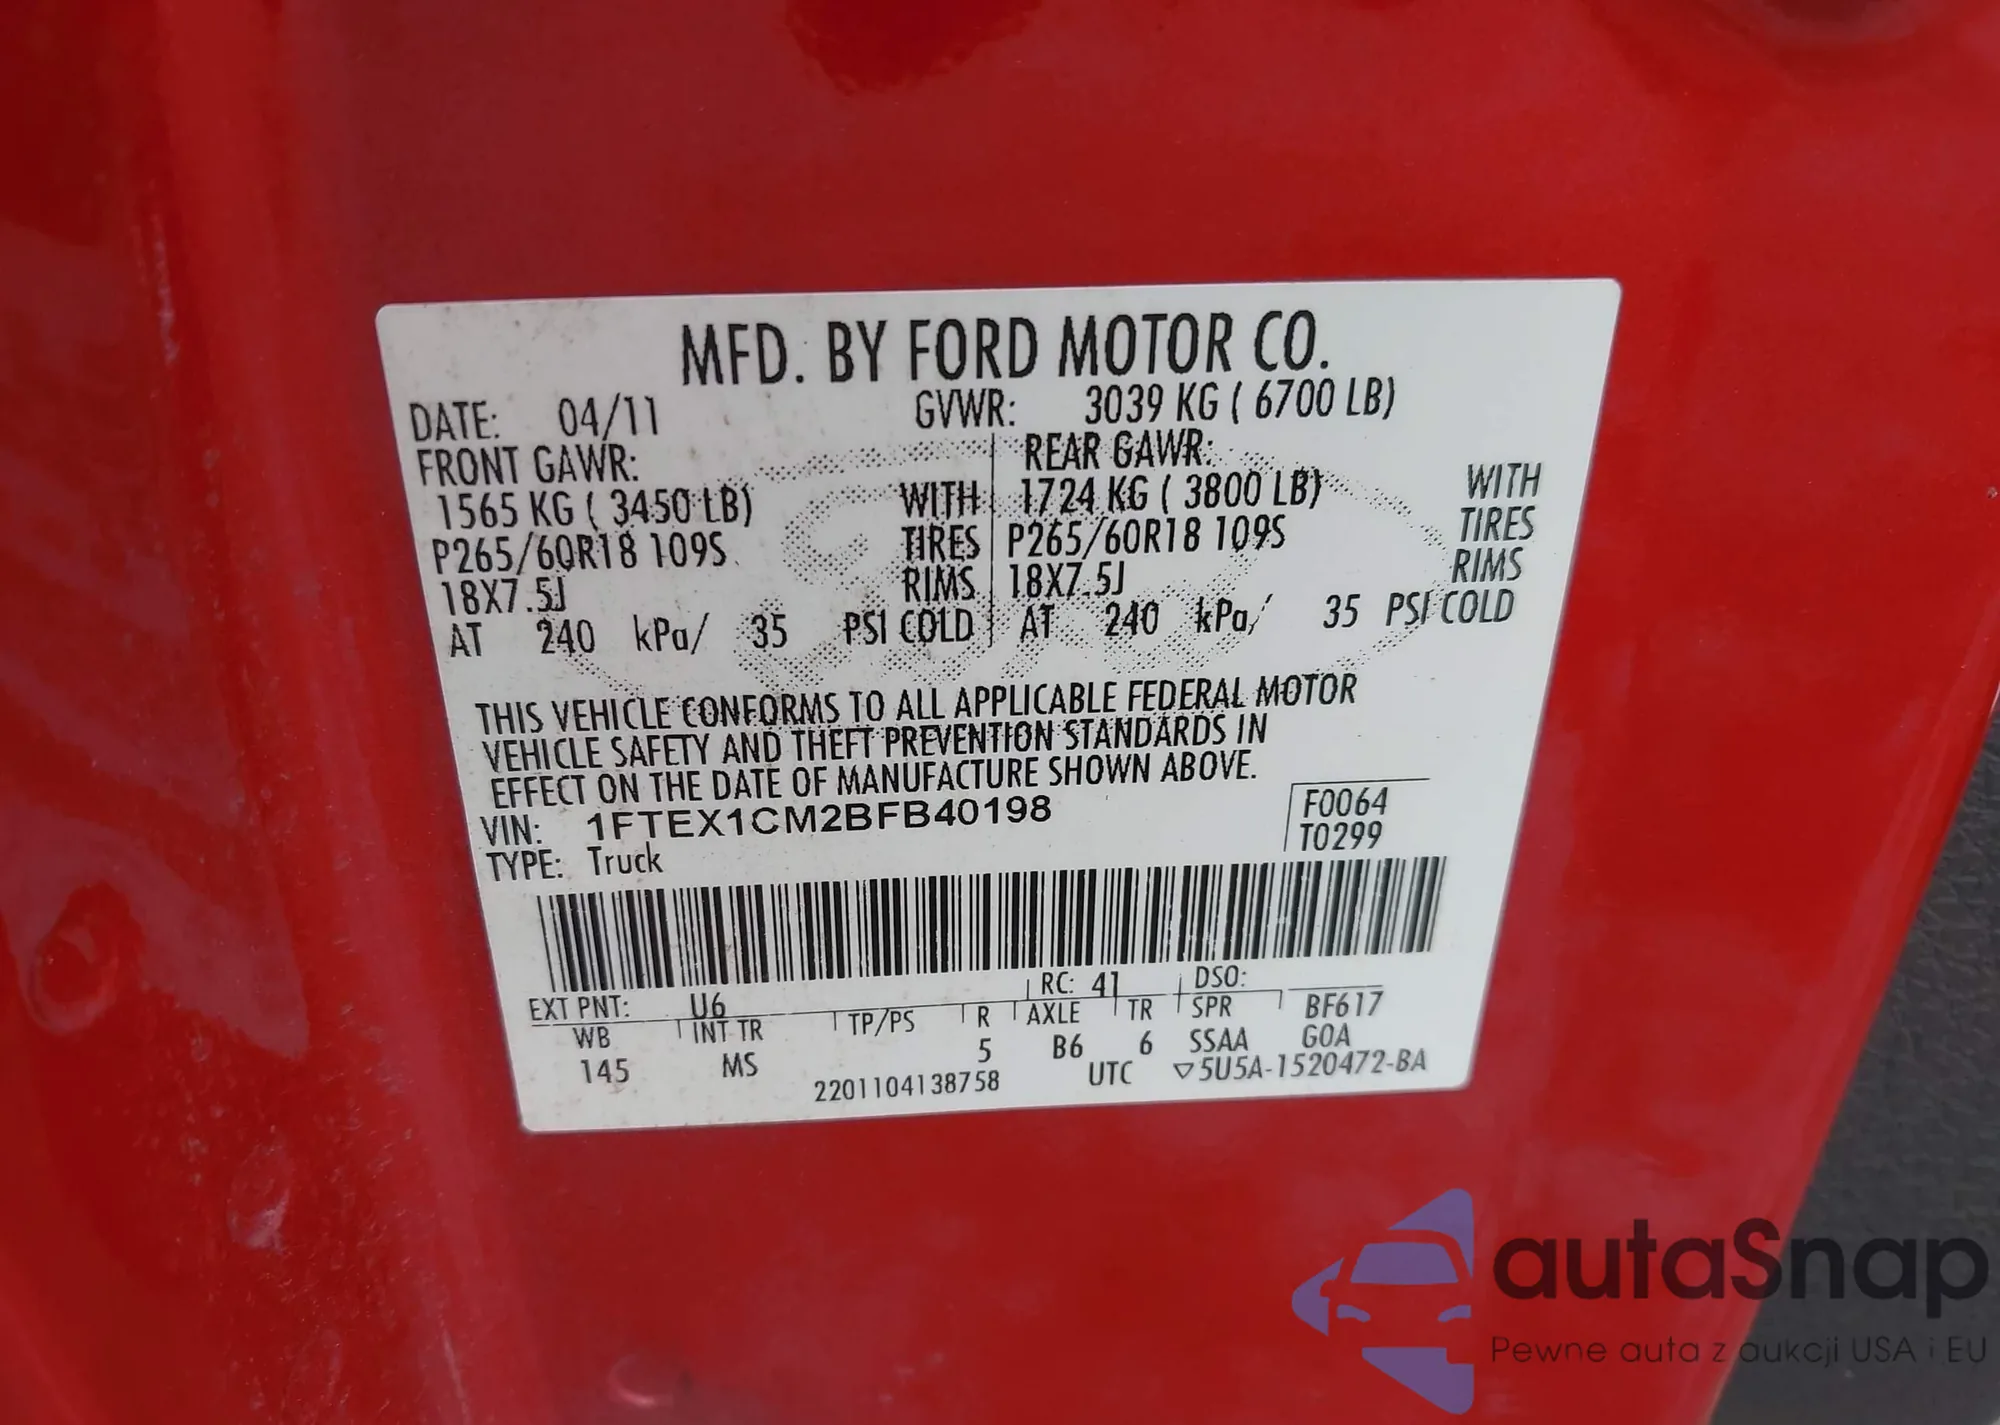 MFD. BY FORD MOTOR CO.
DATE: 04/11 GVWR: 3039 KG ( 6700 LB)
FRONT GAWR: REAR GAWR:
1565 KG ( 3450 LB) WITH 1724 KG ( 3800 LB) WITH
P265/60R18 109S TIRES P265/60R18 109S TIRES
18X7.5J RIMS 18X7.5J RIMS
AT 240 kPa/ 35 PSI COLD AT 240 kPa/ 35 PSI COLD
THIS VEHICLE CONFORMS TO ALL APPLICABLE FEDERAL MOTOR
VEHICLE SAFETY AND THEFT PREVENTION STANDARDS IN
EFFECT ON THE DATE OF MANUFACTURE SHOWN ABOVE.
VIN: 1FTEX1CM2BFB40198 F0064
TYPE: Truck T0299
EXT PNT: U6 RC: 41 DSO:
WB INT TR TP/PS R AXLE TR SPR BF617
145 MS 5 B6 6 SSAA GOA
2201104138758 UTC ▽5U5A-1520472-BA
autaSnap
Pewne auta z aukcji USA i EU